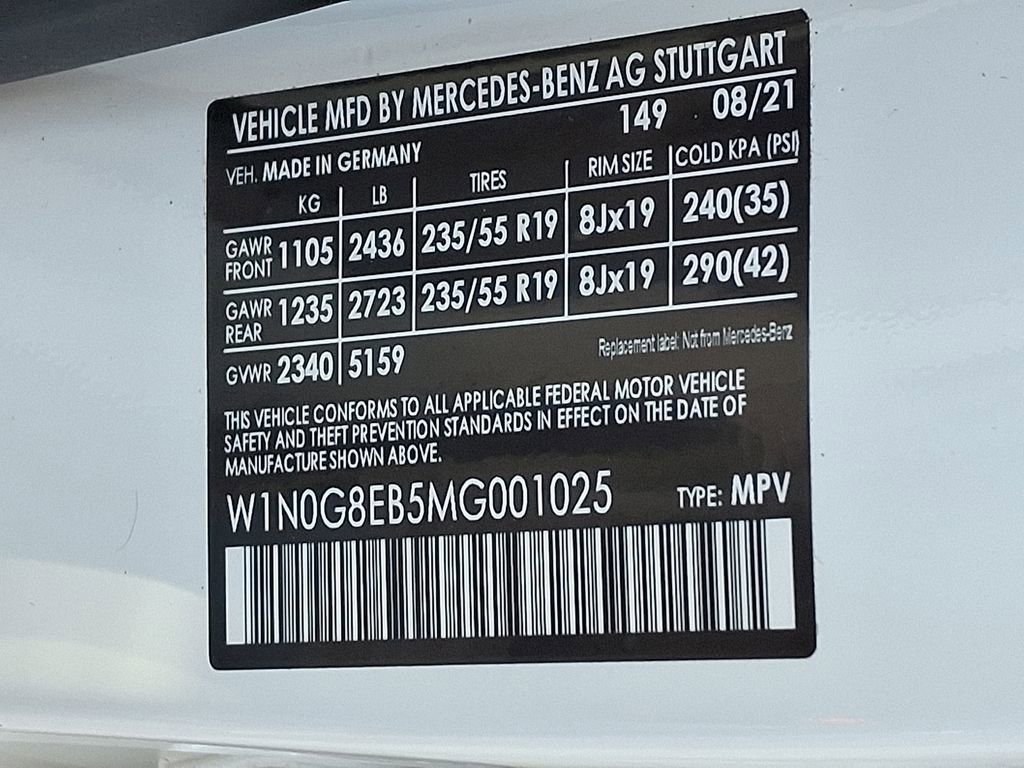 VEHICLE MFD BY MERCEDES-BENZ AG STUTTGART
149 08/21
VEH. MADE IN GERMANY
KG LB TIRES RIM SIZE COLD KPA (PSI)
GAWR FRONT 1105 2436 235/55 R19 8Jx19 240(35)
GAWR REAR 1235 2723 235/55 R19 8Jx19 290(42)
GVWR 2340 5159
Replacement label: Not from Mercedes-Benz
THIS VEHICLE CONFORMS TO ALL APPLICABLE FEDERAL MOTOR VEHICLE
SAFETY AND THEFT PREVENTION STANDARDS IN EFFECT ON THE DATE OF
MANUFACTURE SHOWN ABOVE.
W1N0G8EB5MG001025 TYPE: MPV